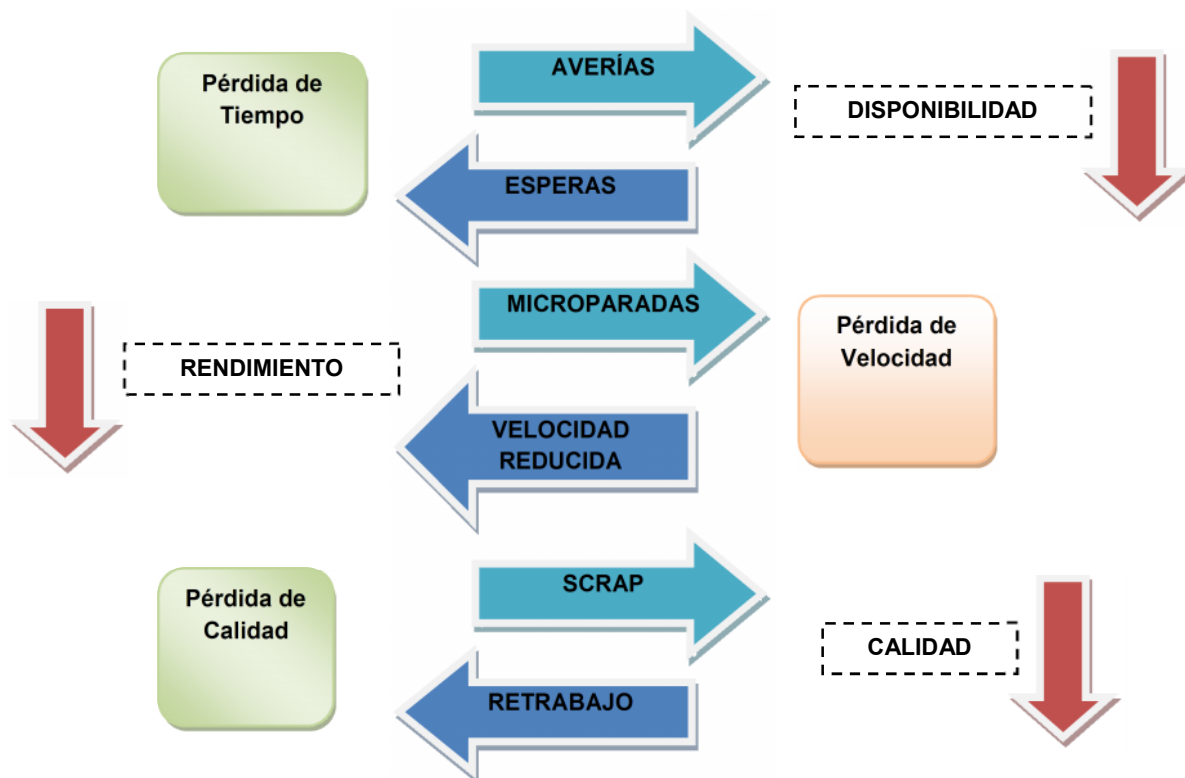 Pérdida de
Tiempo
AVERÍAS
DISPONIBILIDAD
ESPERAS
MICROPARADAS
RENDIMIENTO
Pérdida de
Velocidad
VELOCIDAD
REDUCIDA
Pérdida de
Calidad
SCRAP
CALIDAD
RETRABAJO